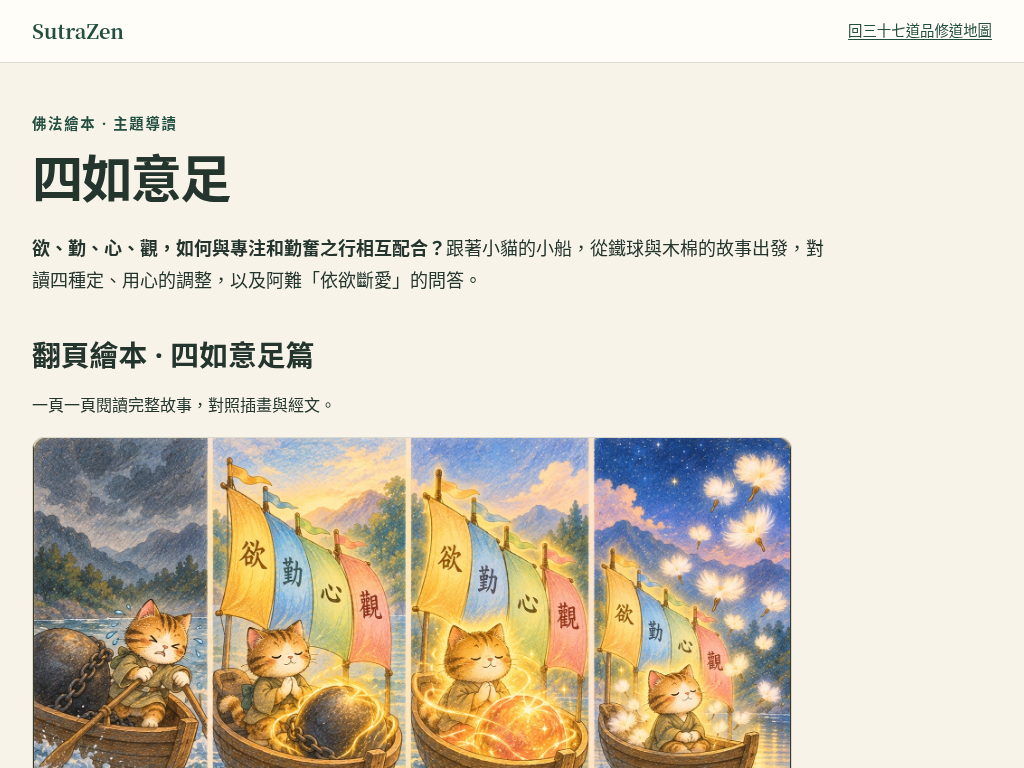 SutraZen
回三十七道品修道地圖
佛法繪本 · 主題導讀
四如意足
欲、勤、心、觀，如何與專注和勤奮之行相互配合？跟著小貓的小船，從鐵球與木棉的故事出發，對
讀四種定、用心的調整，以及阿難「依欲斷愛」的問答。
翻頁繪本 · 四如意足篇
一頁一頁閱讀完整故事，對照插畫與經文。
欲 勤 心 觀
欲 勤 心 觀
欲 勤 心 觀